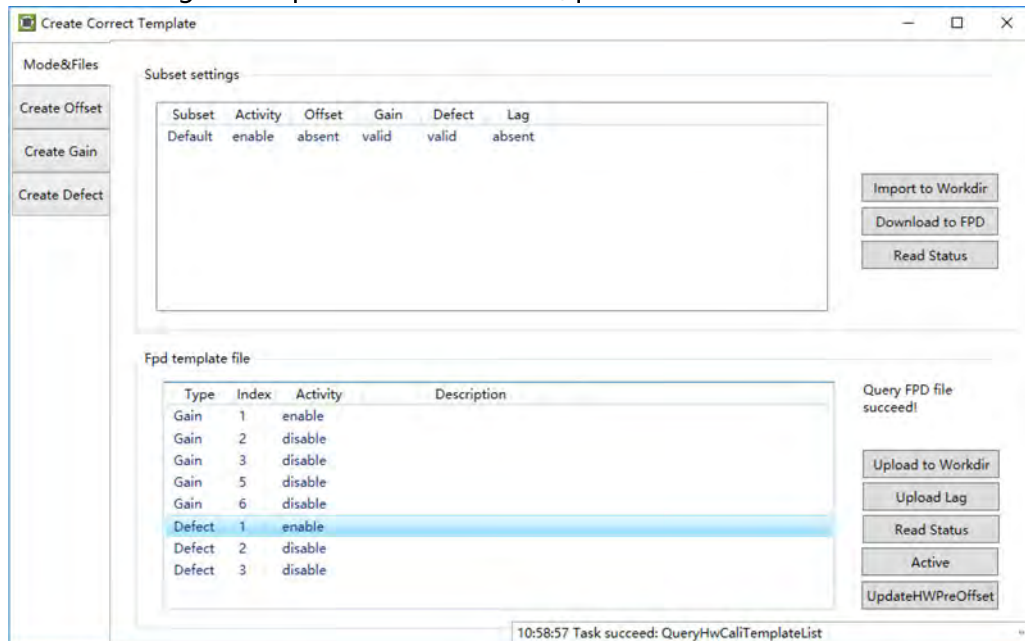 Create Correct Template
Mode&Files
Create Offset
Create Gain
Create Defect
Subset settings
Subset Activity Offset Gain Defect Lag
Default enable absent valid valid absent
Import to Workdir
Download to FPD
Read Status
Fpd template file
Type Index Activity Description
Gain 1 enable
Gain 2 disable
Gain 3 disable
Gain 5 disable
Gain 6 disable
Defect 1 enable
Defect 2 disable
Defect 3 disable
Query FPD file
succeed!
Upload to Workdir
Upload Lag
Read Status
Active
UpdateHWPreOffset
10:58:57 Task succeed: QueryHwCaliTemplateList